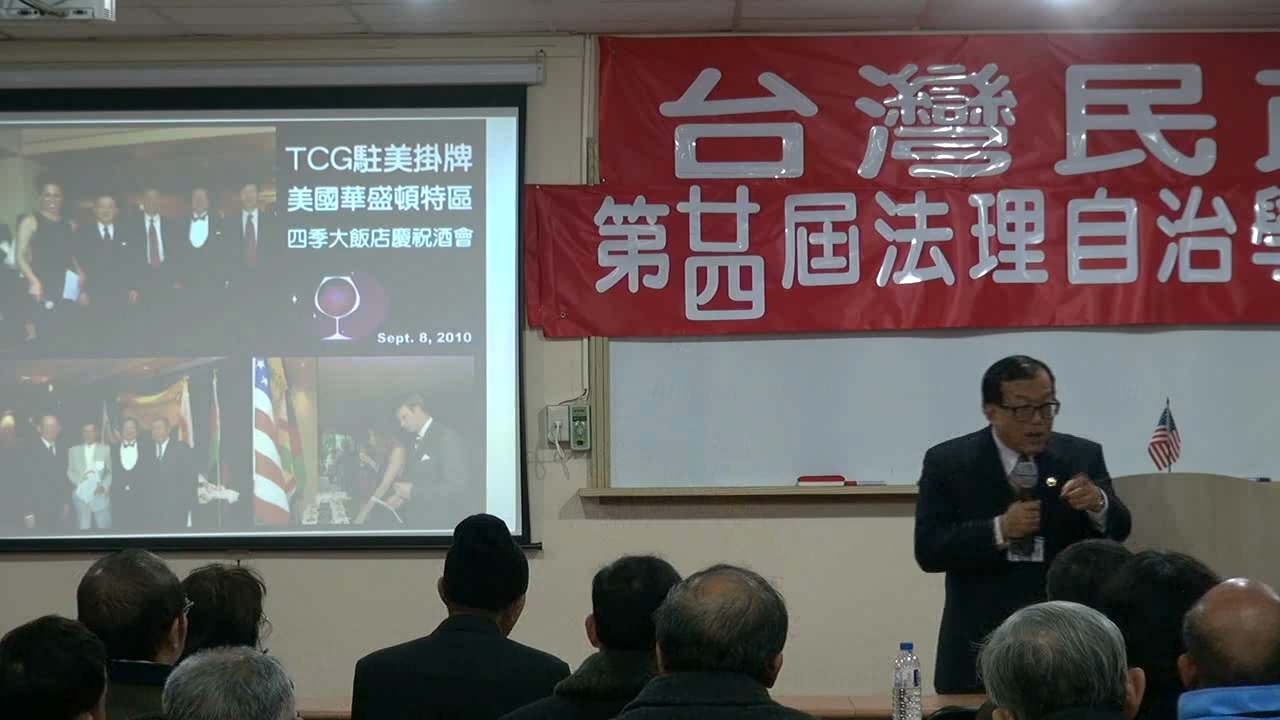 TCG駐美掛牌
美國華盛頓特區
四季大飯店慶祝酒會
Sept. 8, 2010
台灣民
第廿四屆法理自治學